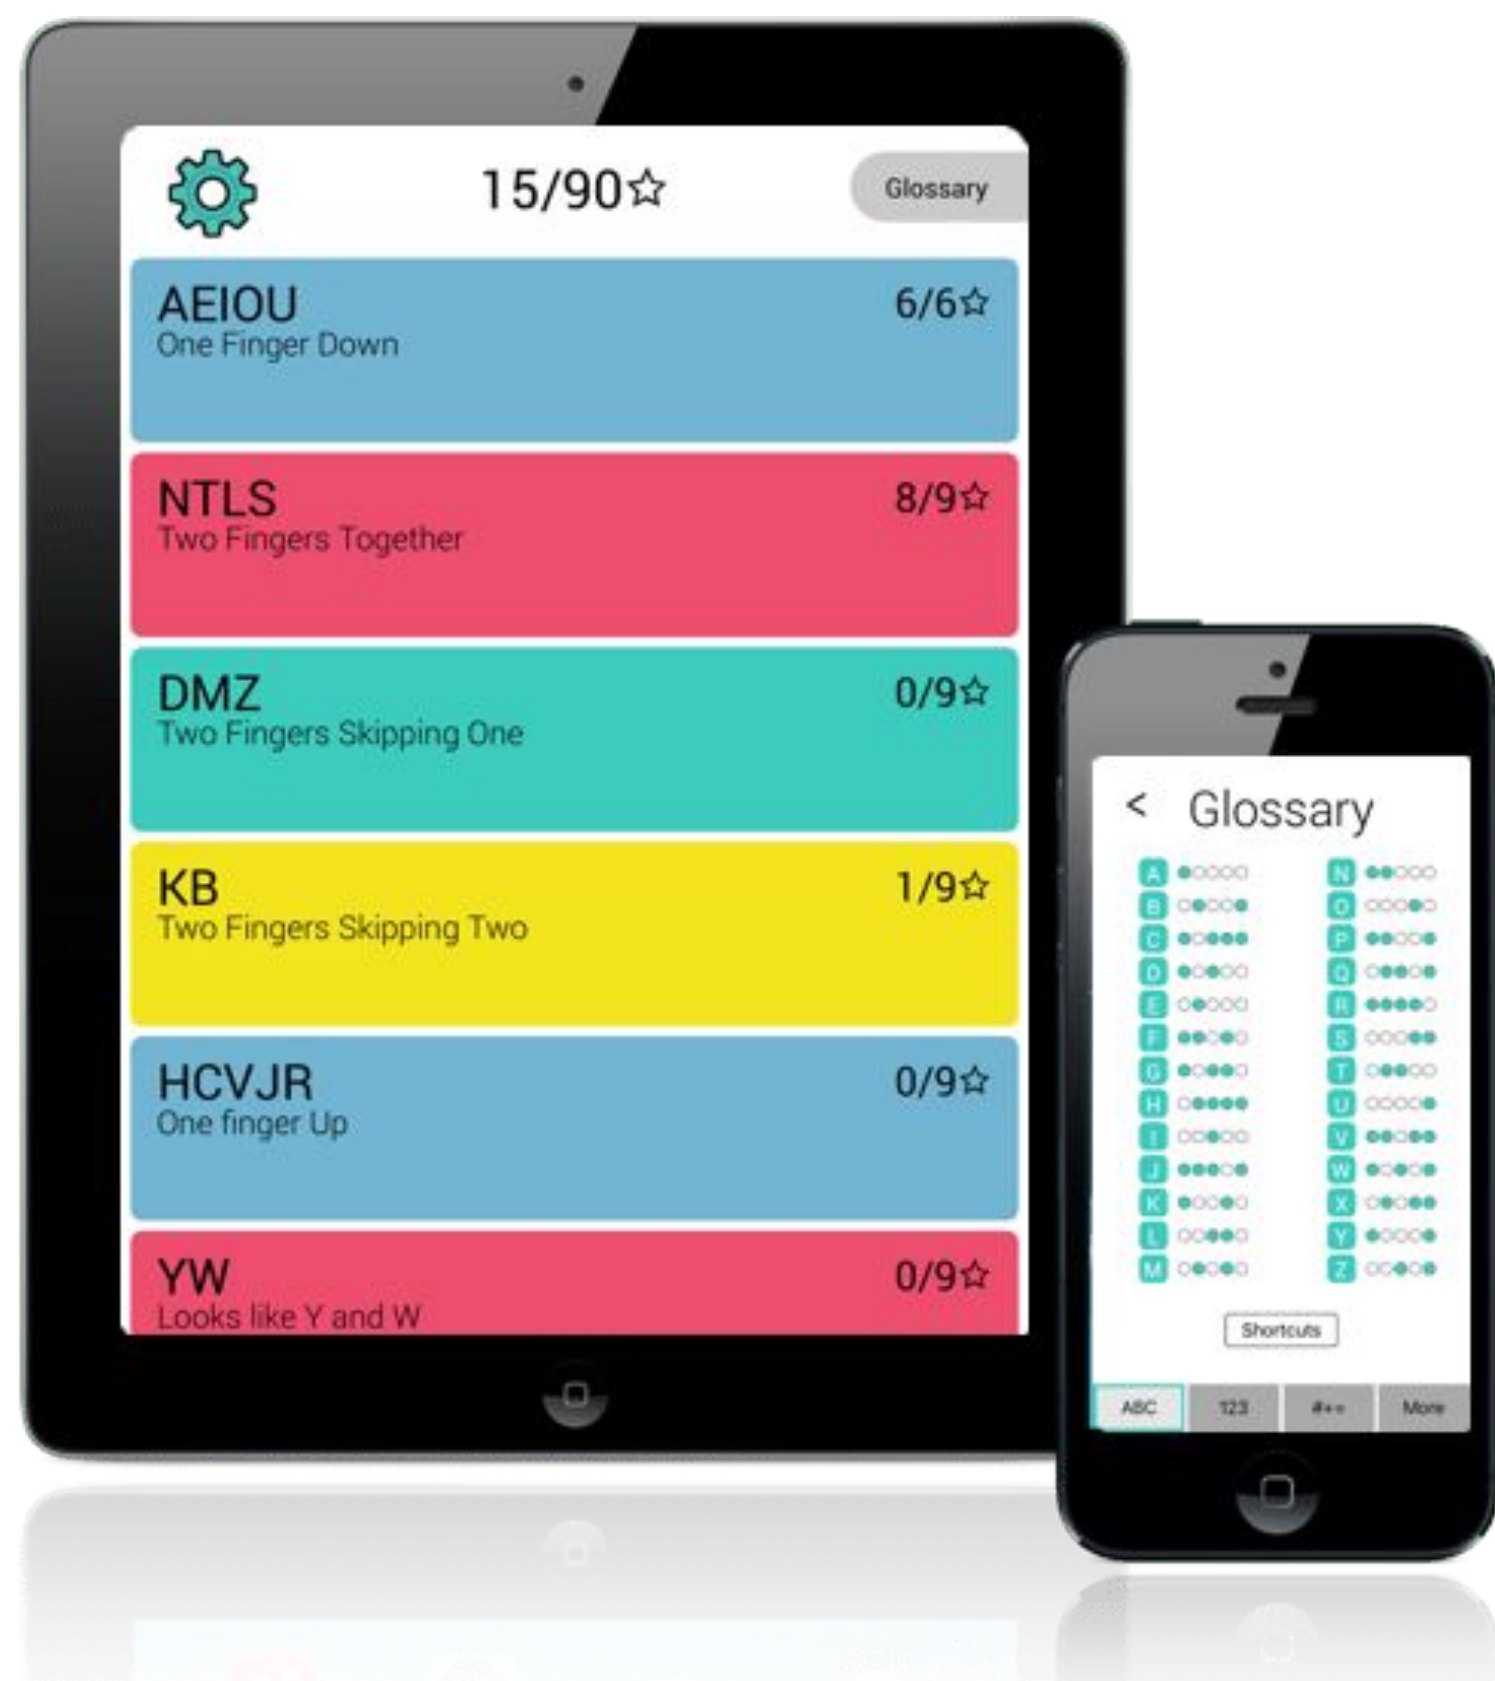 15/90☆
Glossary
AEIOU
6/6☆
One Finger Down
NTLS
8/9☆
Two Fingers Together
DMZ
0/9☆
Two Fingers Skipping One
KB
1/9☆
Two Fingers Skipping Two
HCVJR
0/9☆
One finger Up
YW
0/9☆
Looks like Y and W
< Glossary
A N
B O
C P
D Q
E R
F S
G T
H U
I V
J W
K X
L Y
M Z
Shortcuts
ABC 123 #+= More